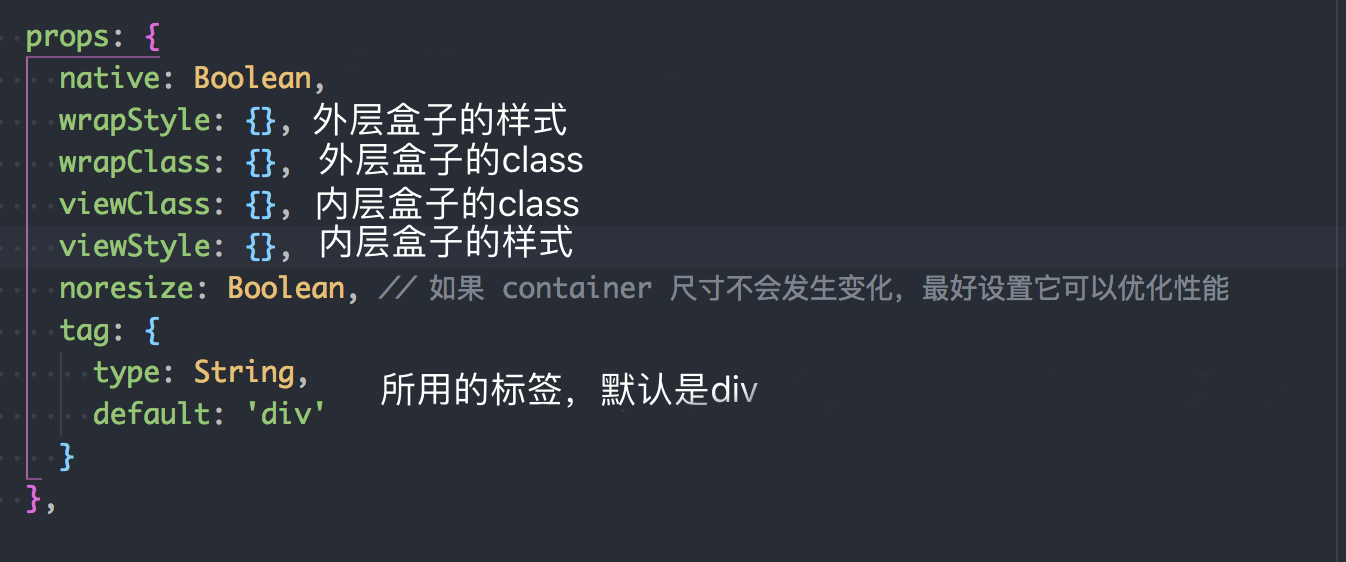 props: {
native: Boolean,
wrapStyle: {}, 外层盒子的样式
wrapClass: {}, 外层盒子的class
viewClass: {}, 内层盒子的class
viewStyle: {}, 内层盒子的样式
noresize: Boolean, // 如果 container 尺寸不会发生变化，最好设置它可以优化性能
tag: {
type: String,
所用的标签，默认是div
default: 'div'
}
},